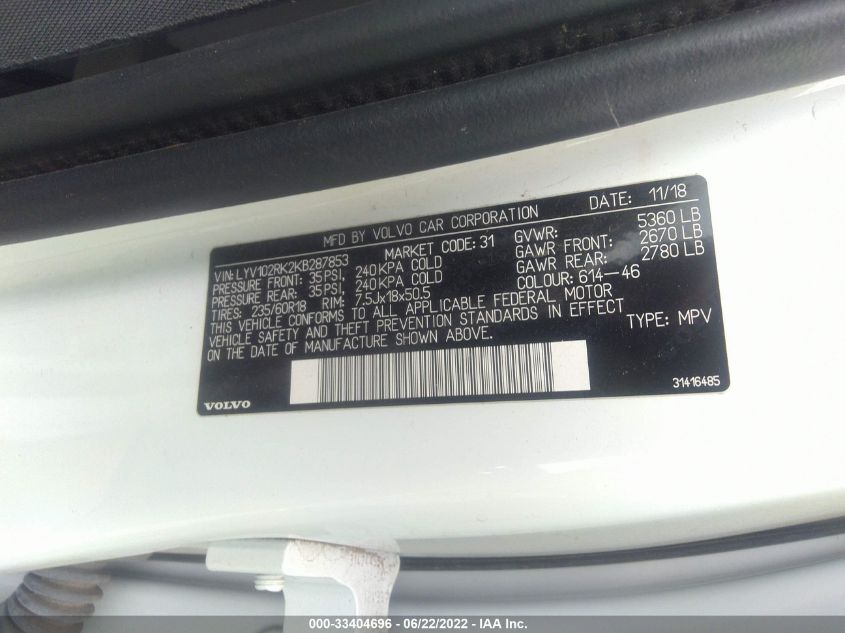 MFD BY VOLVO CAR CORPORATION DATE: 11/18
VIN: LYV102RK2KB287853 MARKET CODE: 31 GVWR: 5360 LB
PRESSURE FRONT: 35 PSI, 240 KPA COLD GAWR FRONT: 2670 LB
PRESSURE REAR: 35 PSI, 240 KPA COLD GAWR REAR: 2780 LB
TIRES: 235/60R18 RIM: 7.5Jx18x50.5 COLOUR: 614-46
THIS VEHICLE CONFORMS TO ALL APPLICABLE FEDERAL MOTOR
VEHICLE SAFETY AND THEFT PREVENTION STANDARDS IN EFFECT
ON THE DATE OF MANUFACTURE SHOWN ABOVE. TYPE: MPV
VOLVO 31416485
000-33404696 - 06/22/2022 - IAA Inc.